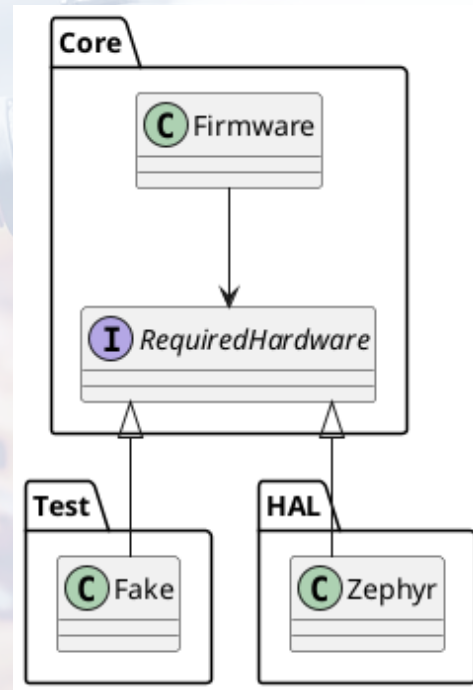 Core
C Firmware
I RequiredHardware
Test
HAL
C Fake
C Zephyr